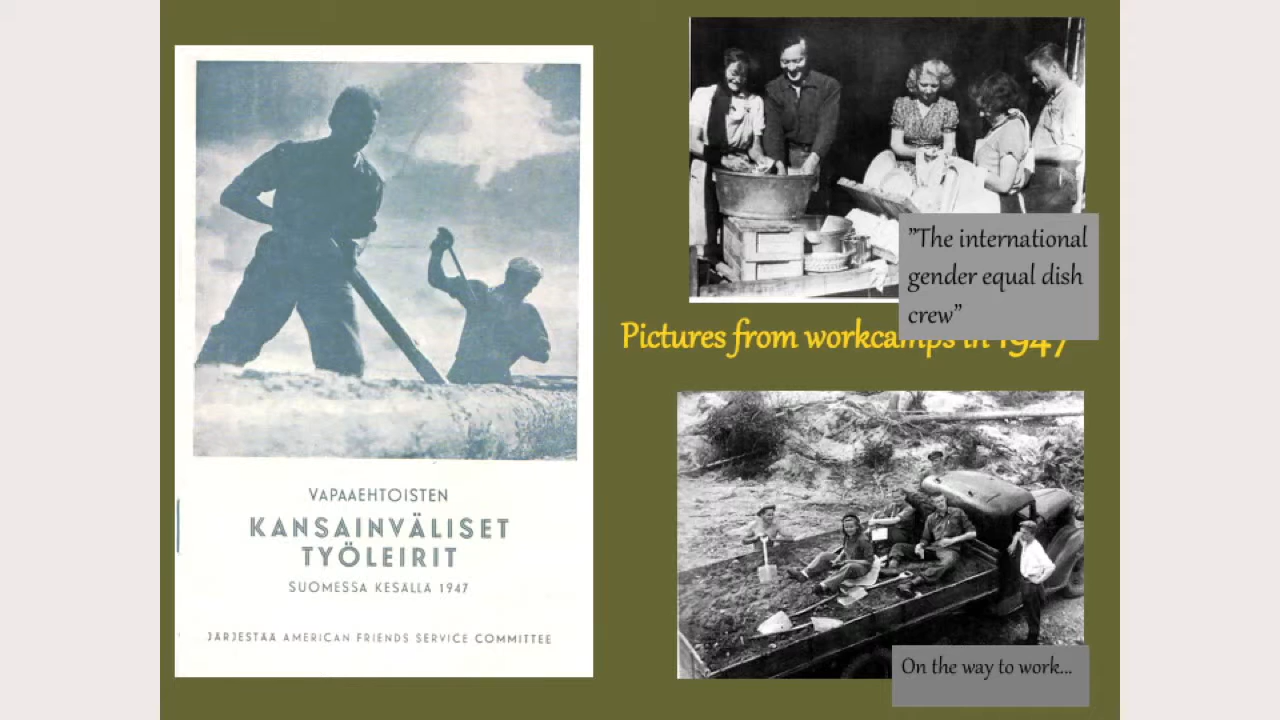 VAPAAEHTOISTEN
KANSAINVÄLISET
TYÖLEIRIT
SUOMESSA KESÄLLÄ 1947
JÄRJESTÄÄ AMERICAN FRIENDS SERVICE COMMITTEE
”The international
gender equal dish
crew”
Pictures from workcamps in 1947
On the way to work...